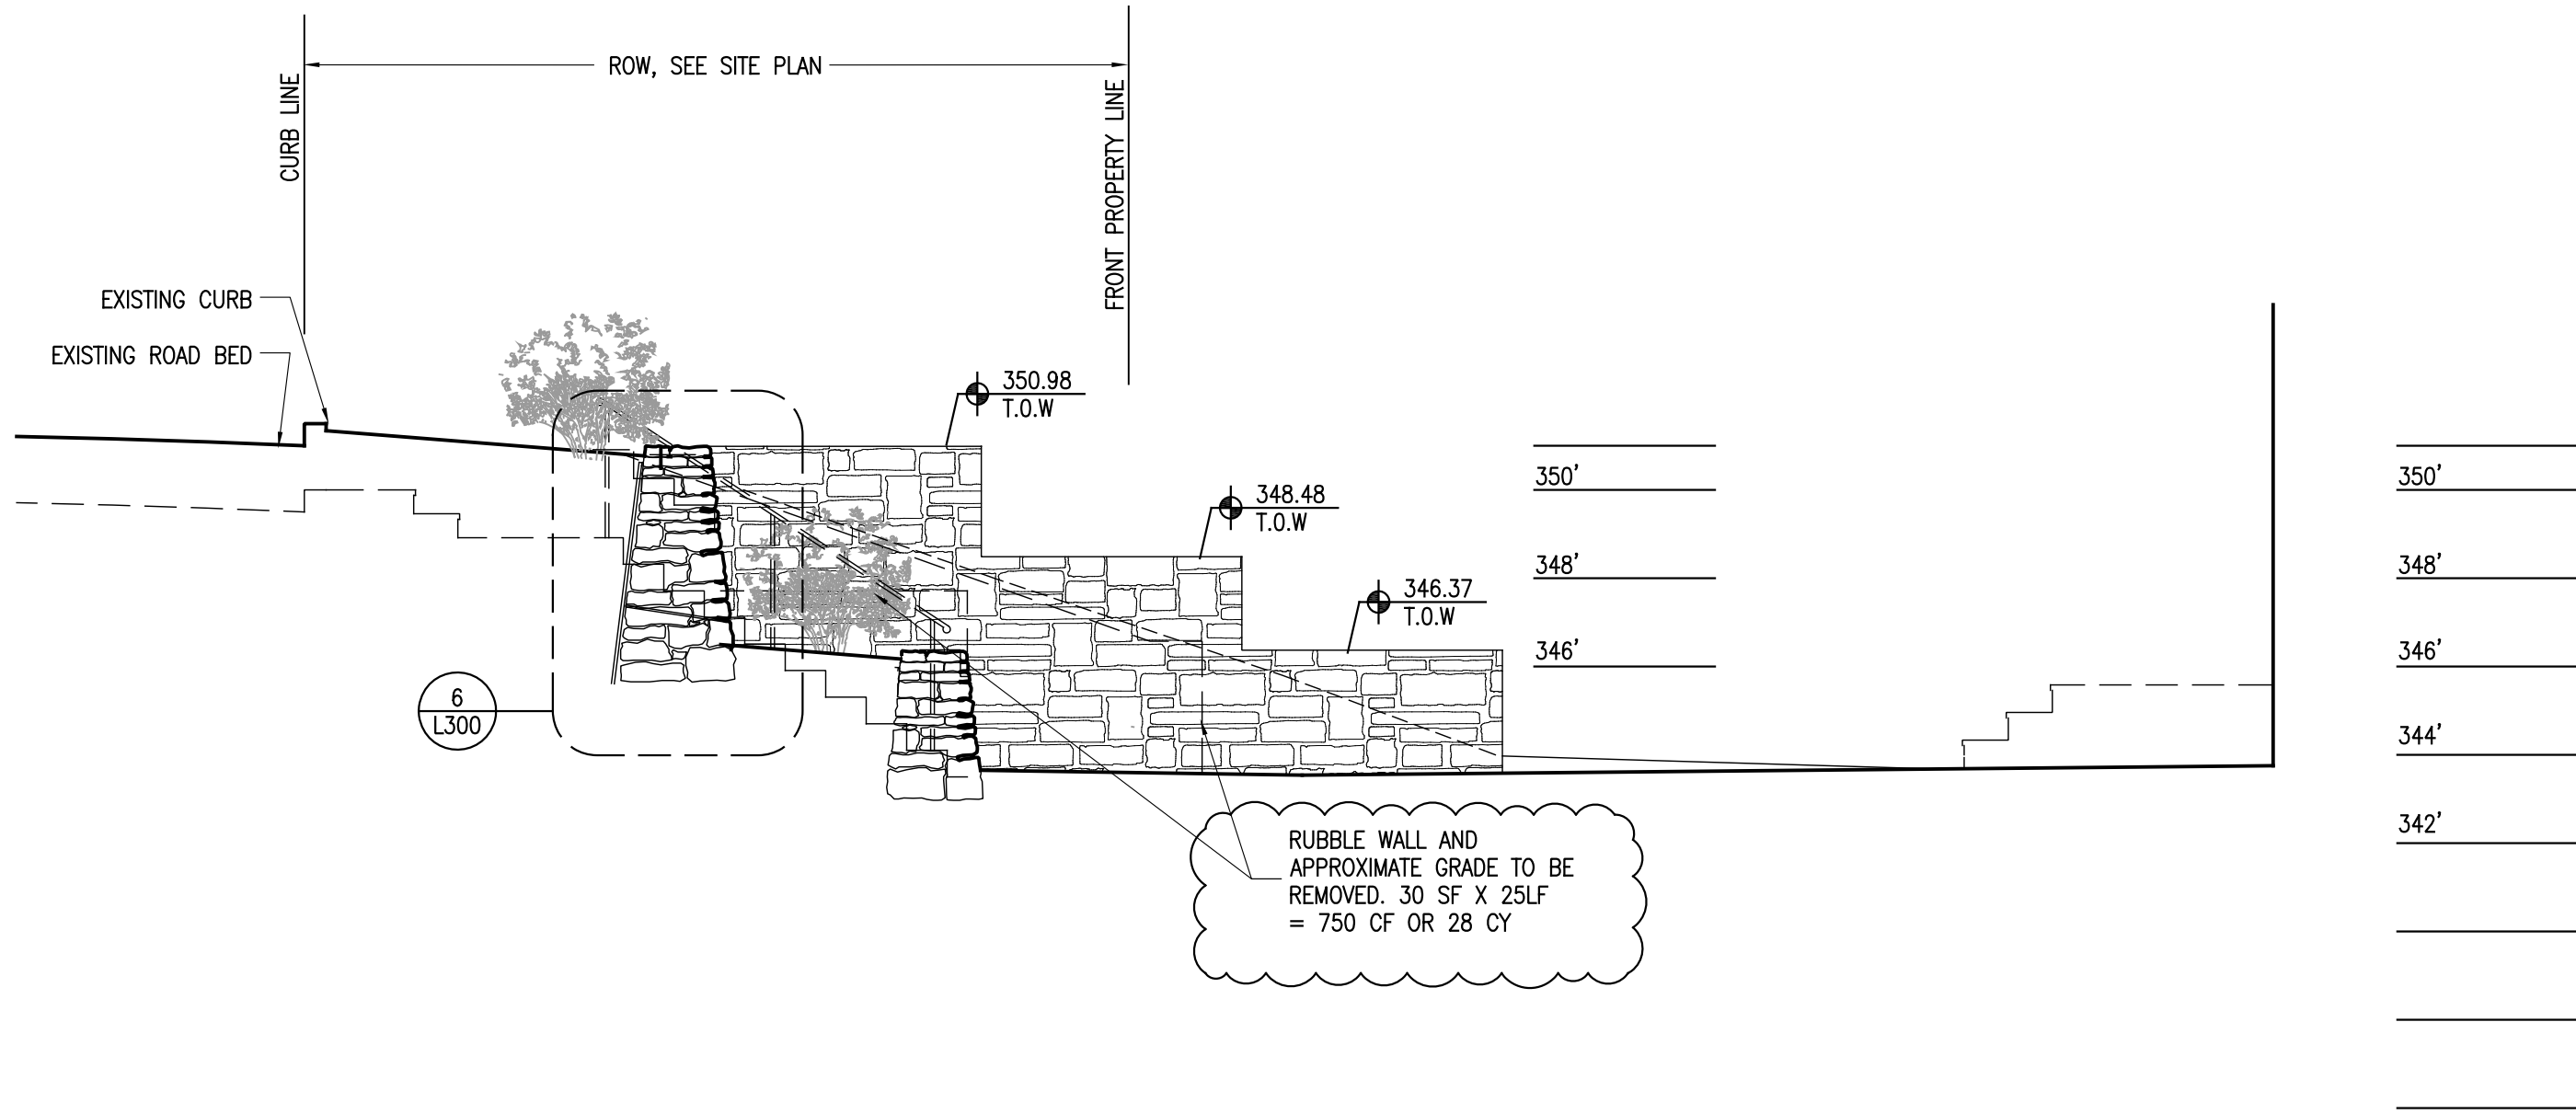 ROW, SEE SITE PLAN
CURB LINE
FRONT PROPERTY LINE
EXISTING CURB
EXISTING ROAD BED
350.98
T.O.W
348.48
T.O.W
346.37
T.O.W
350'
348'
346'
350'
348'
346'
344'
342'
6
L300
RUBBLE WALL AND
APPROXIMATE GRADE TO BE
REMOVED. 30 SF X 25LF
= 750 CF OR 28 CY